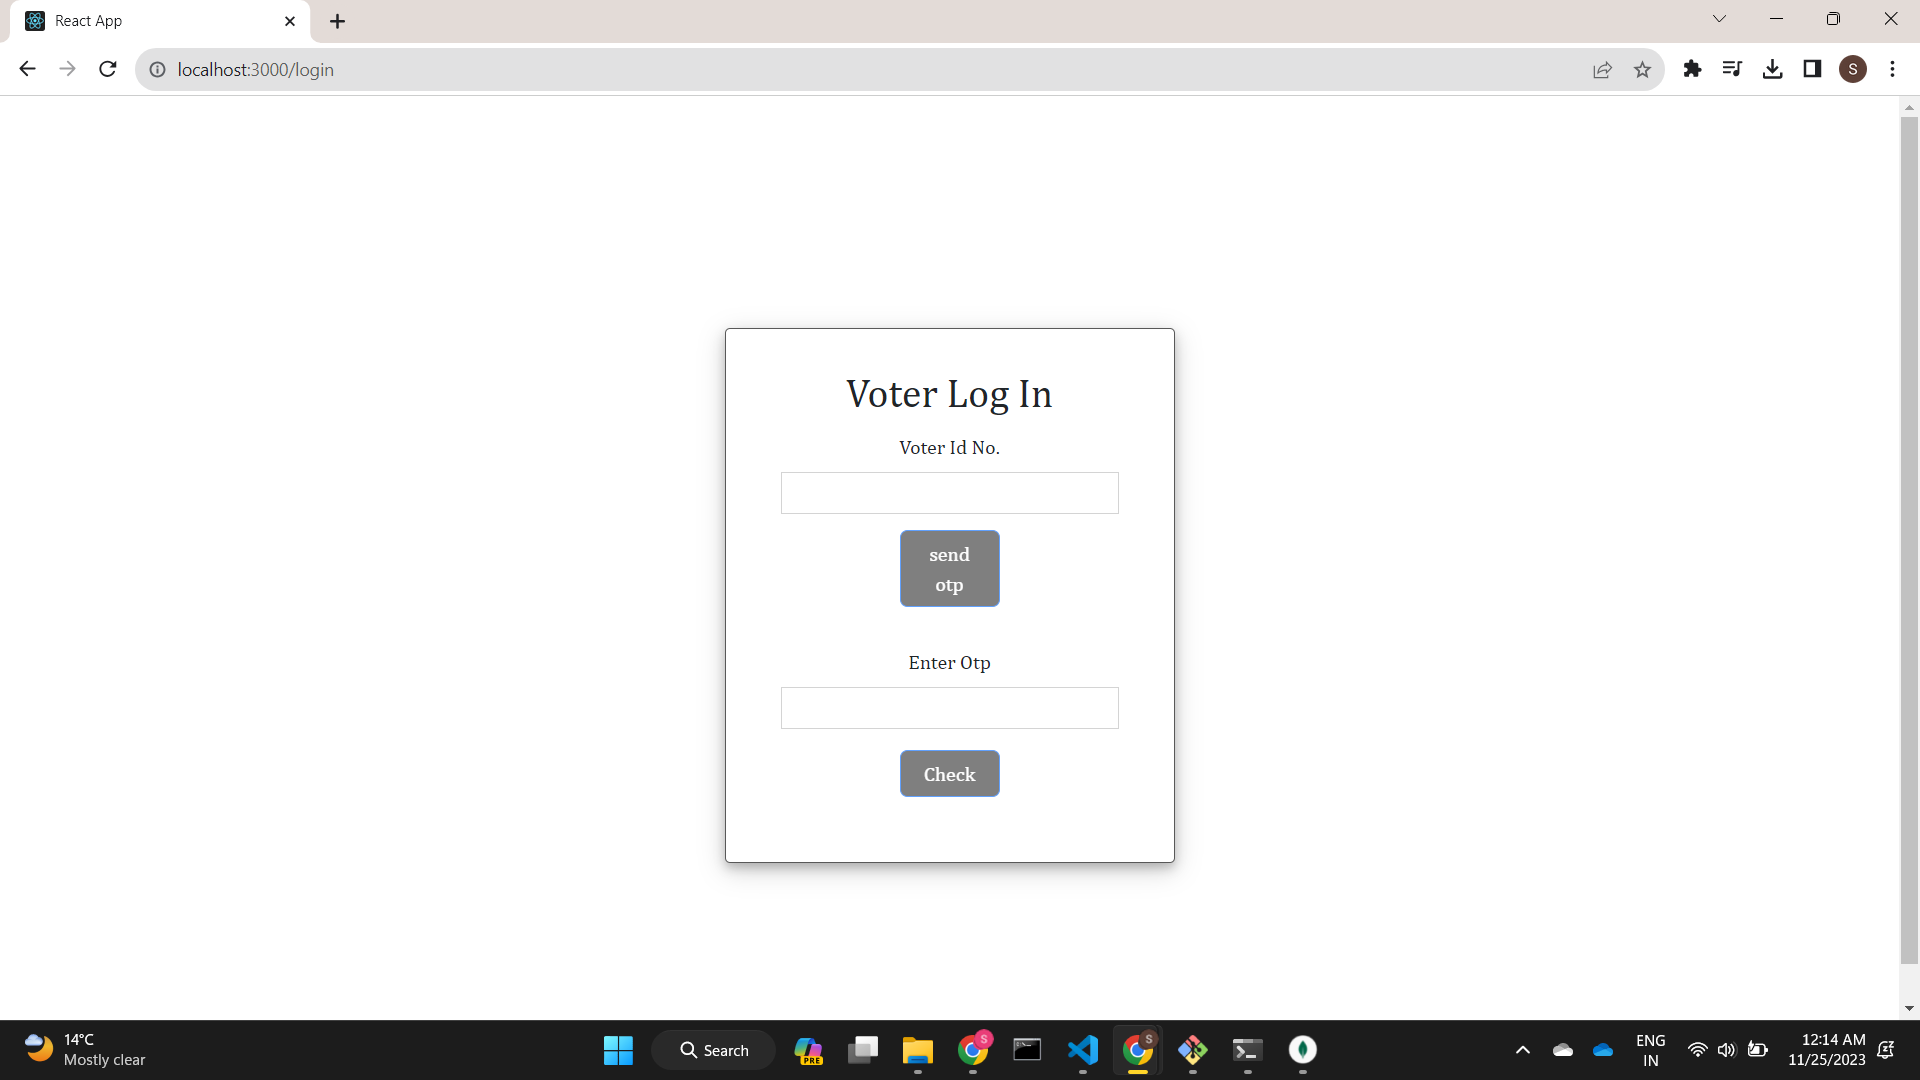 React App
localhost:3000/login
S
Voter Log In
Voter Id No.
send
otp
Enter Otp
Check
14°C
Mostly clear
Search
PRE
S
S
ENG
IN
12:14 AM
11/25/2023